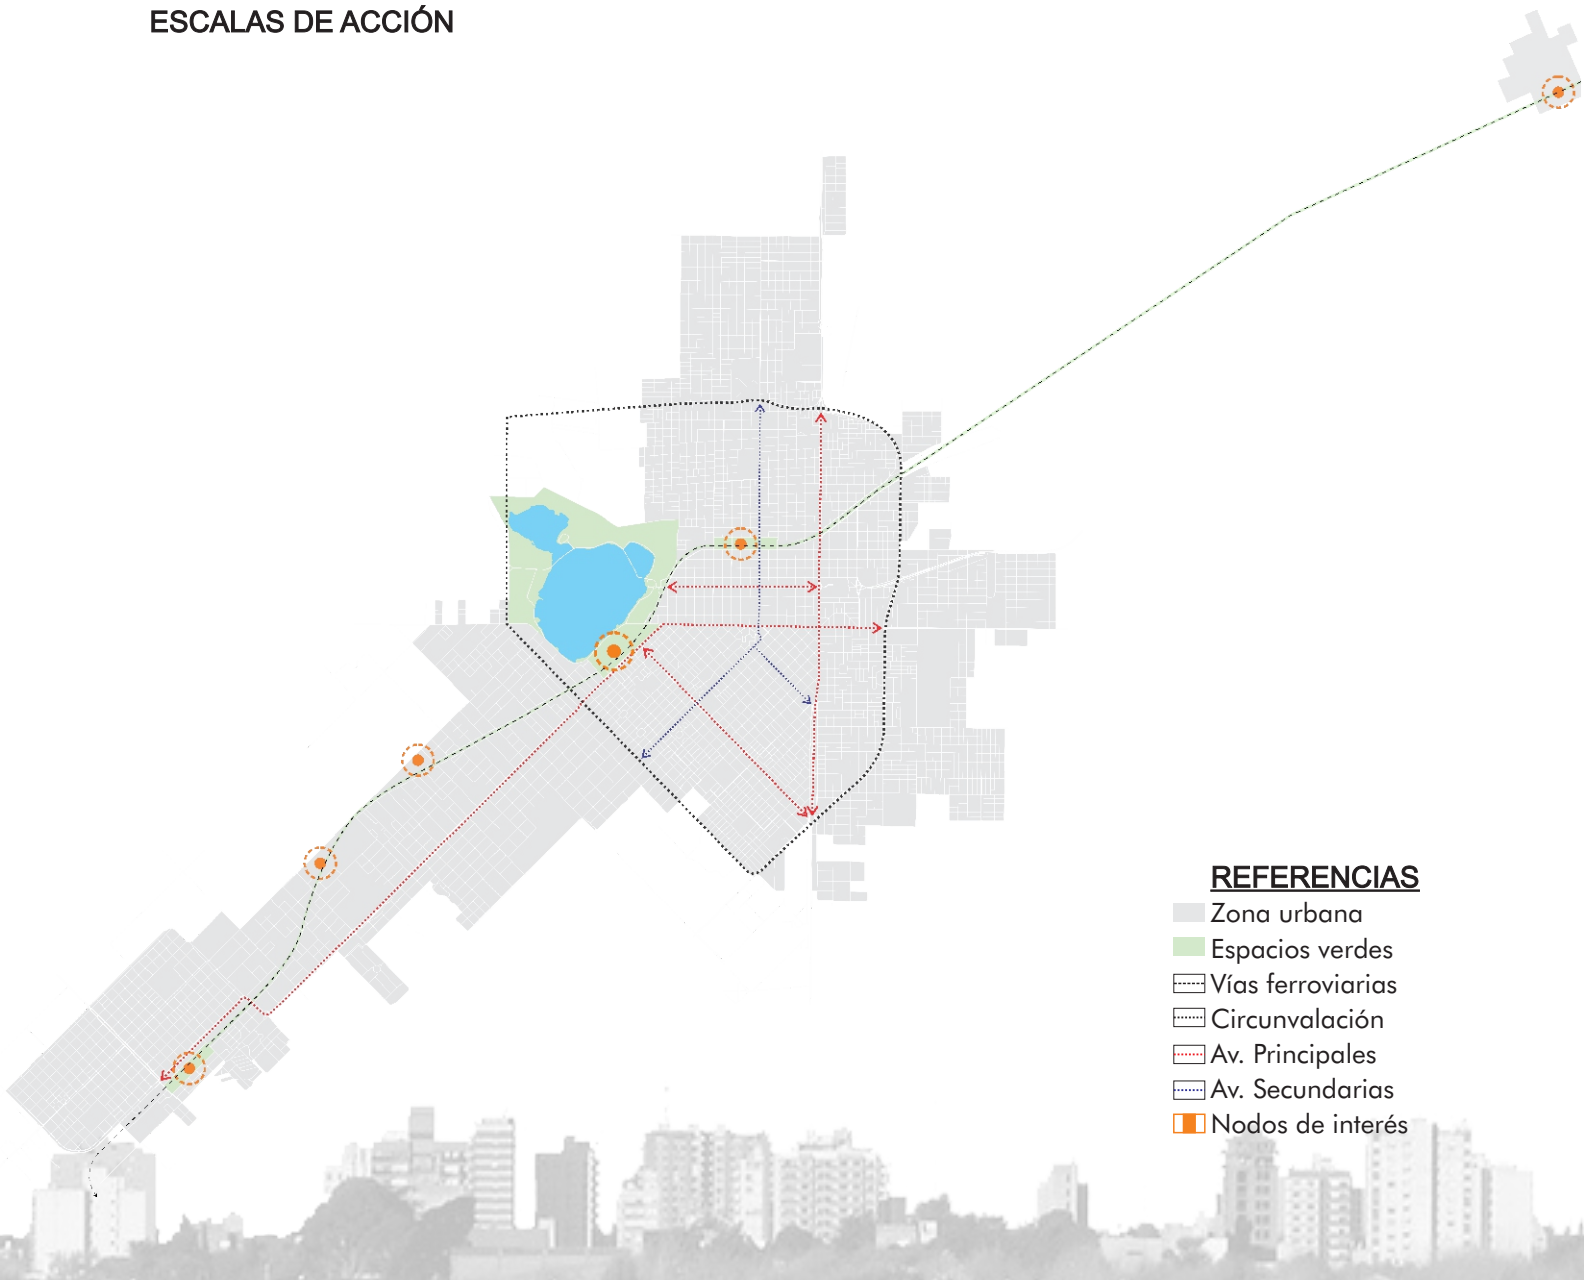 ESCALAS DE ACCIÓN
REFERENCIAS
Zona urbana
Espacios verdes
Vías ferroviarias
Circunvalación
Av. Principales
Av. Secundarias
Nodos de interés